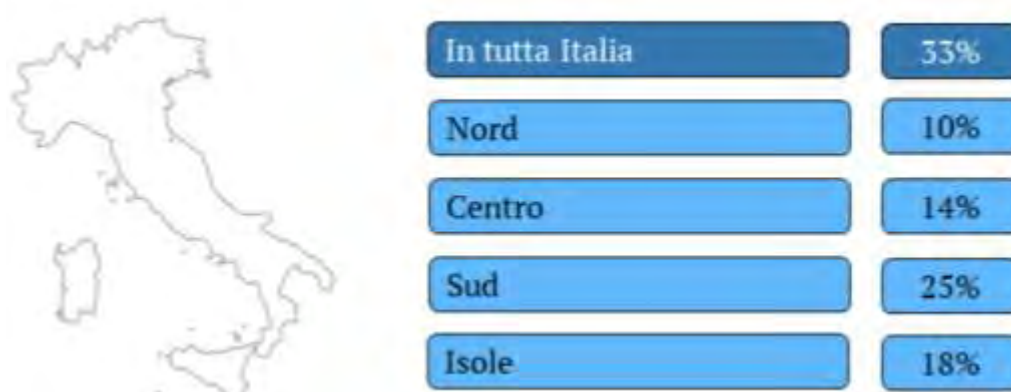 In tutta Italia 33%
Nord 10%
Centro 14%
Sud 25%
Isole 18%